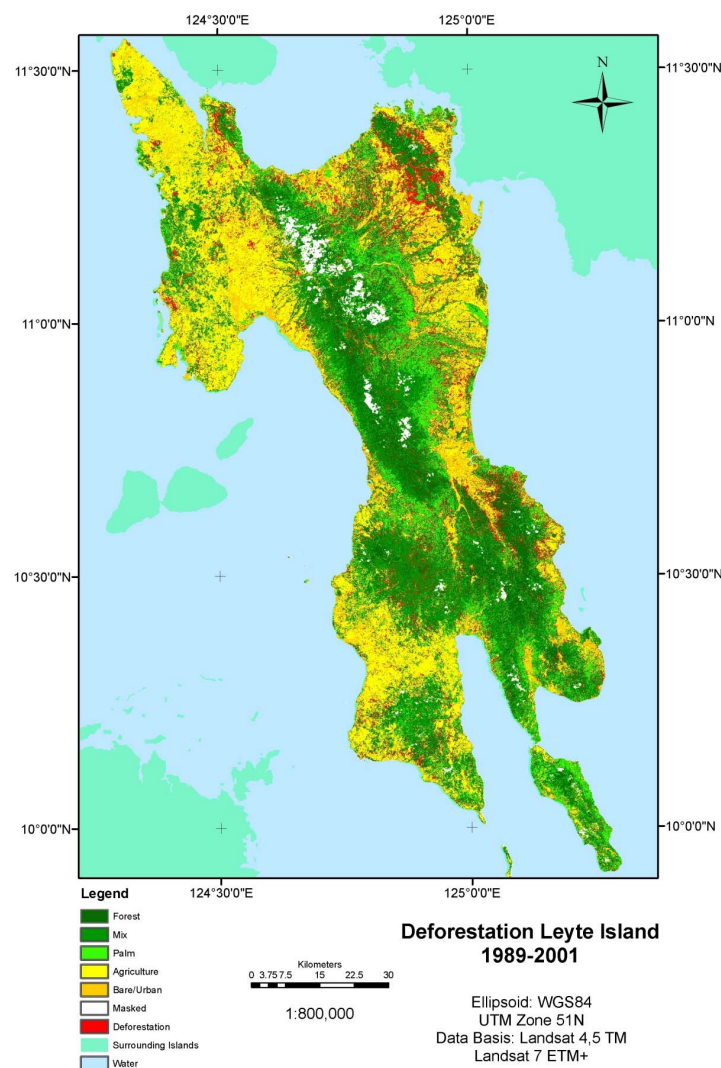 124°30'0"E 125°0'0"E
11°30'0"N 11°30'0"N
N
11°0'0"N 11°0'0"N
10°30'0"N 10°30'0"N
10°0'0"N 10°0'0"N
124°30'0"E 125°0'0"E
Legend
Forest
Mix
Palm
Agriculture
Bare/Urban
Masked
Deforestation
Surrounding Islands
Water
Kilometers
0 3.75 7.5 15 22.5 30
1:800,000
Deforestation Leyte Island
1989-2001
Ellipsoid: WGS84
UTM Zone 51N
Data Basis: Landsat 4,5 TM
Landsat 7 ETM+